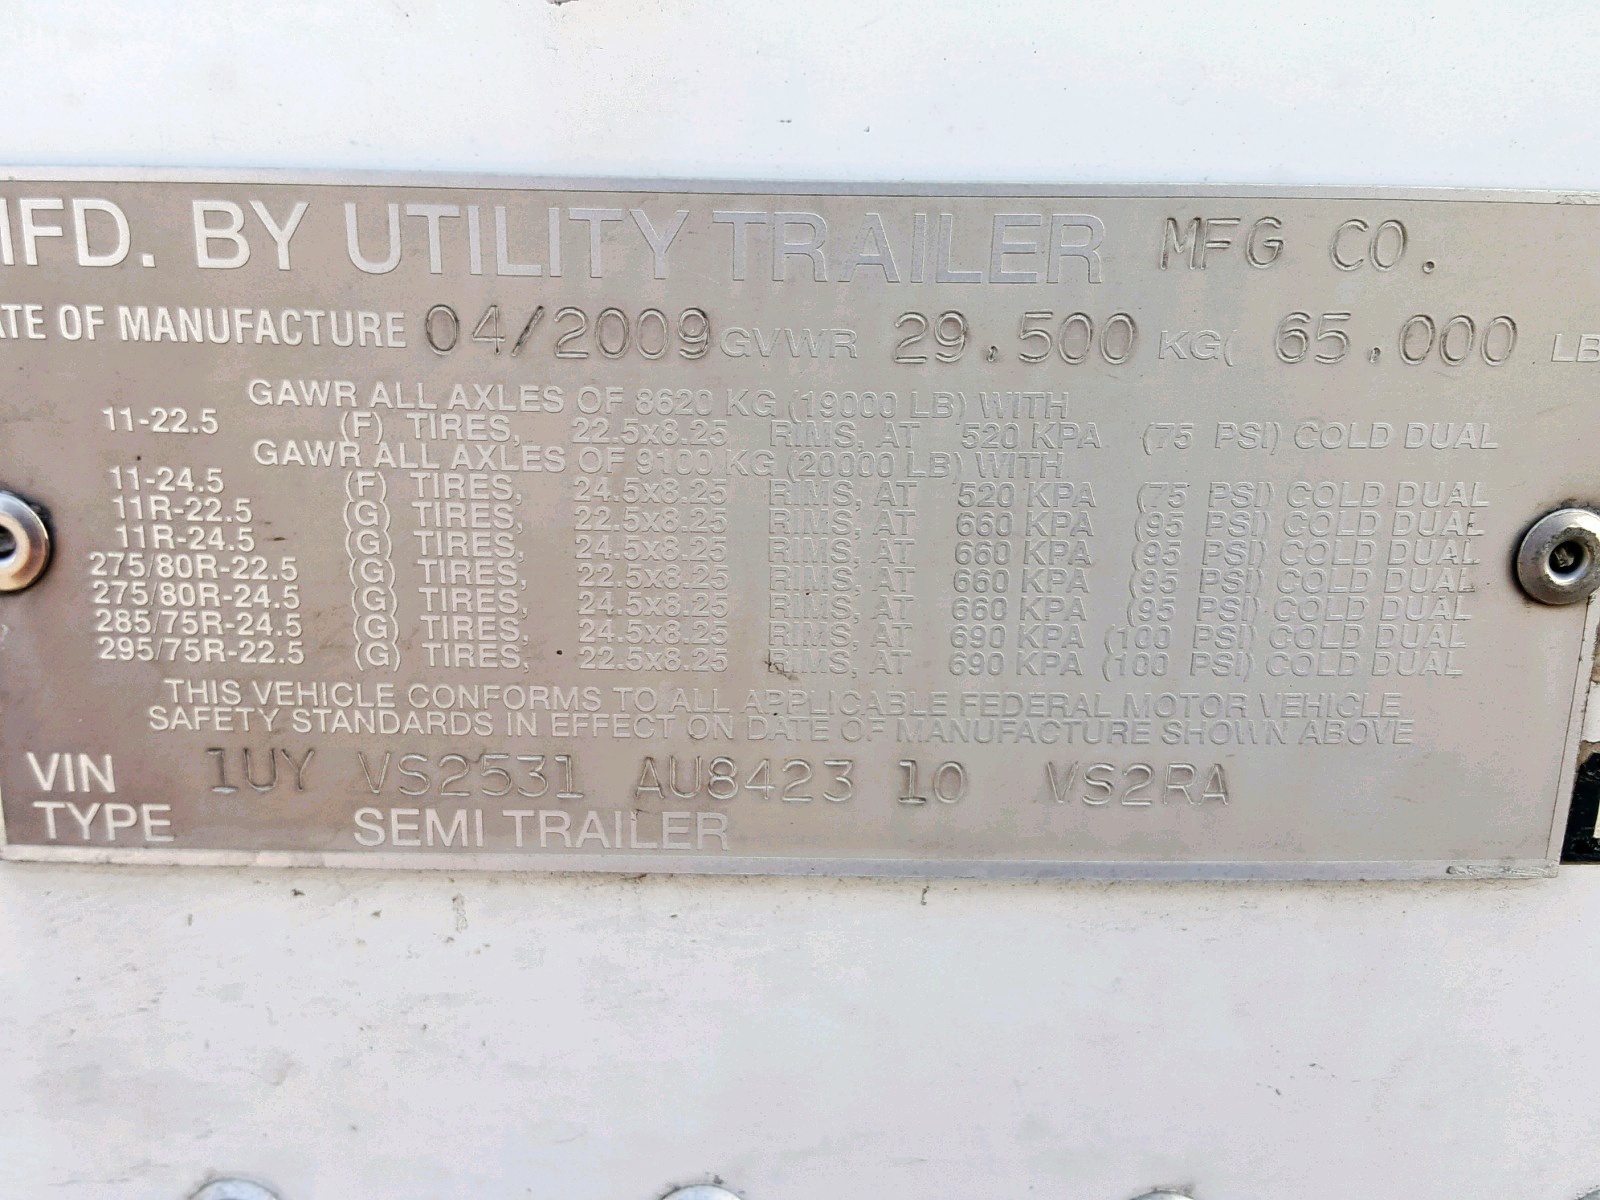 MFD. BY UTILITY TRAILER MFG CO.
ATE OF MANUFACTURE 04/2009 GVWR 29.500 KG( 65.000 LB
GAWR ALL AXLES OF 8620 KG (19000 LB) WITH
11-22.5 (F) TIRES, 22.5x8.25 RIMS, AT 520 KPA (75 PSI) COLD DUAL
GAWR ALL AXLES OF 9100 KG (20000 LB) WITH
11-24.5 (F) TIRES, 24.5x8.25 RIMS, AT 520 KPA (75 PSI) COLD DUAL
11R-22.5 (G) TIRES, 22.5x8.25 RIMS, AT 660 KPA (95 PSI) COLD DUAL
11R-24.5 (G) TIRES, 24.5x8.25 RIMS, AT 660 KPA (95 PSI) COLD DUAL
275/80R-22.5 (G) TIRES, 22.5x8.25 RIMS, AT 660 KPA (95 PSI) COLD DUAL
275/80R-24.5 (G) TIRES, 24.5x8.25 RIMS, AT 660 KPA (95 PSI) COLD DUAL
285/75R-24.5 (G) TIRES, 24.5x8.25 RIMS, AT 690 KPA (100 PSI) COLD DUAL
295/75R-22.5 (G) TIRES, 22.5x8.25 RIMS, AT 690 KPA (100 PSI) COLD DUAL
THIS VEHICLE CONFORMS TO ALL APPLICABLE FEDERAL MOTOR VEHICLE
SAFETY STANDARDS IN EFFECT ON DATE OF MANUFACTURE SHOWN ABOVE
VIN 1UY VS2531 AU8423 10 VS2RA
TYPE SEMI TRAILER